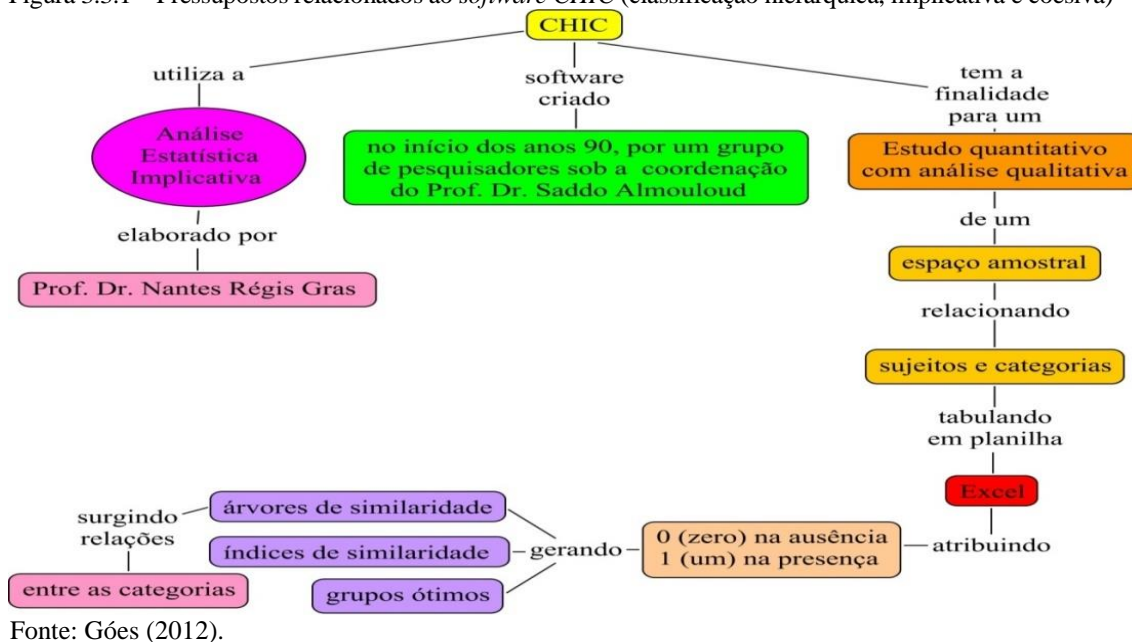 Figura 3.3.1 – Pressupostos relacionados ao software CHIC (classificação hierárquica, implicativa e coesiva)
CHIC
utiliza a
Análise
Estatística
Implicativa
elaborado por
Prof. Dr. Nantes Régis Gras
software
criado
no início dos anos 90, por um grupo
de pesquisadores sob a coordenação
do Prof. Dr. Saddo Almouloud
tem a
finalidade
para um
Estudo quantitativo
com análise qualitativa
de um
espaço amostral
relacionando
sujeitos e categorias
tabulando
em planilha
Excel
atribuindo
0 (zero) na ausência
1 (um) na presença
gerando
árvores de similaridade
índices de similaridade
grupos ótimos
surgindo
relações
entre as categorias
Fonte: Góes (2012).